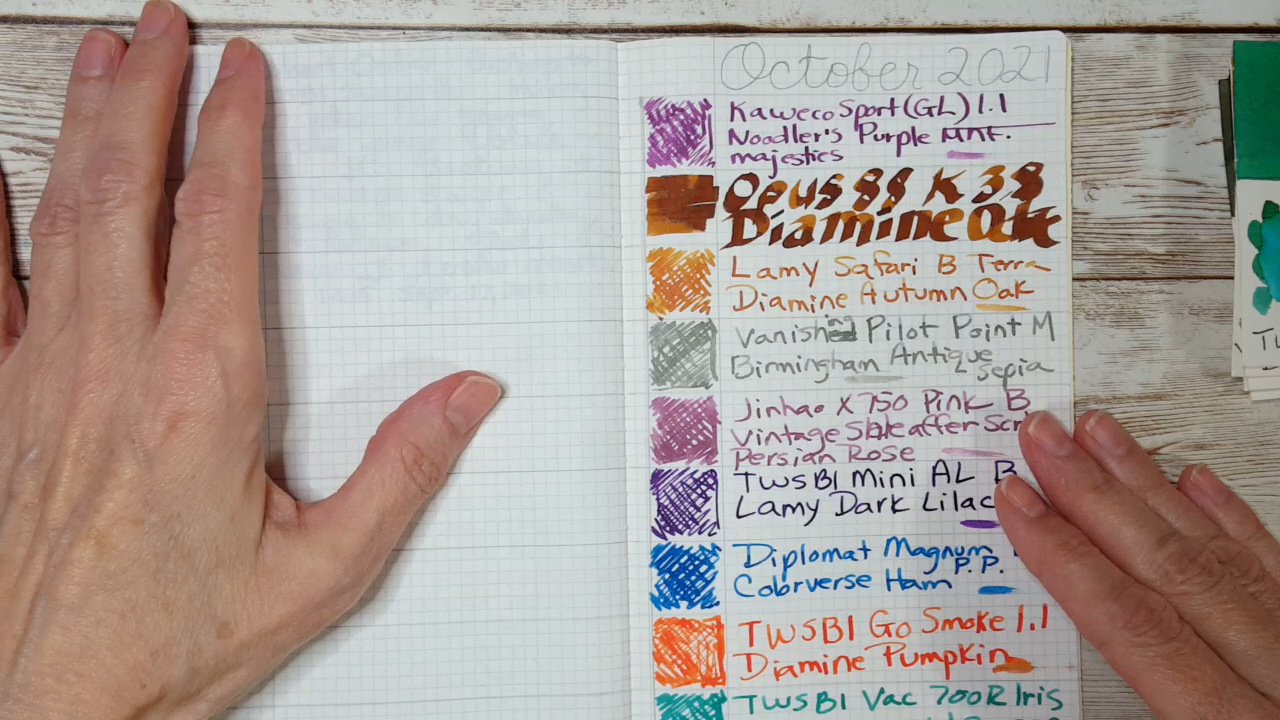 October 2021
Kaweco Sport (GL) 1.1
Noodler's Purple
majestics
Opus 88 K 38
Diamine Oak
Lamy Safari B Terra
Diamine Autumn Oak
Pilot Point M
Birmingham Antique
sepia
Jinhao X750 Pink B
Vintage Sheaffer Scr
Persian Rose
TWSBI Mini AL B
Lamy Dark Lilac
Diplomat Magnum
P.P.
Colorverse Ham
TWSBI Go Smoke 1.1
Diamine Pumpkin
TWSBI Vac 700R Iris